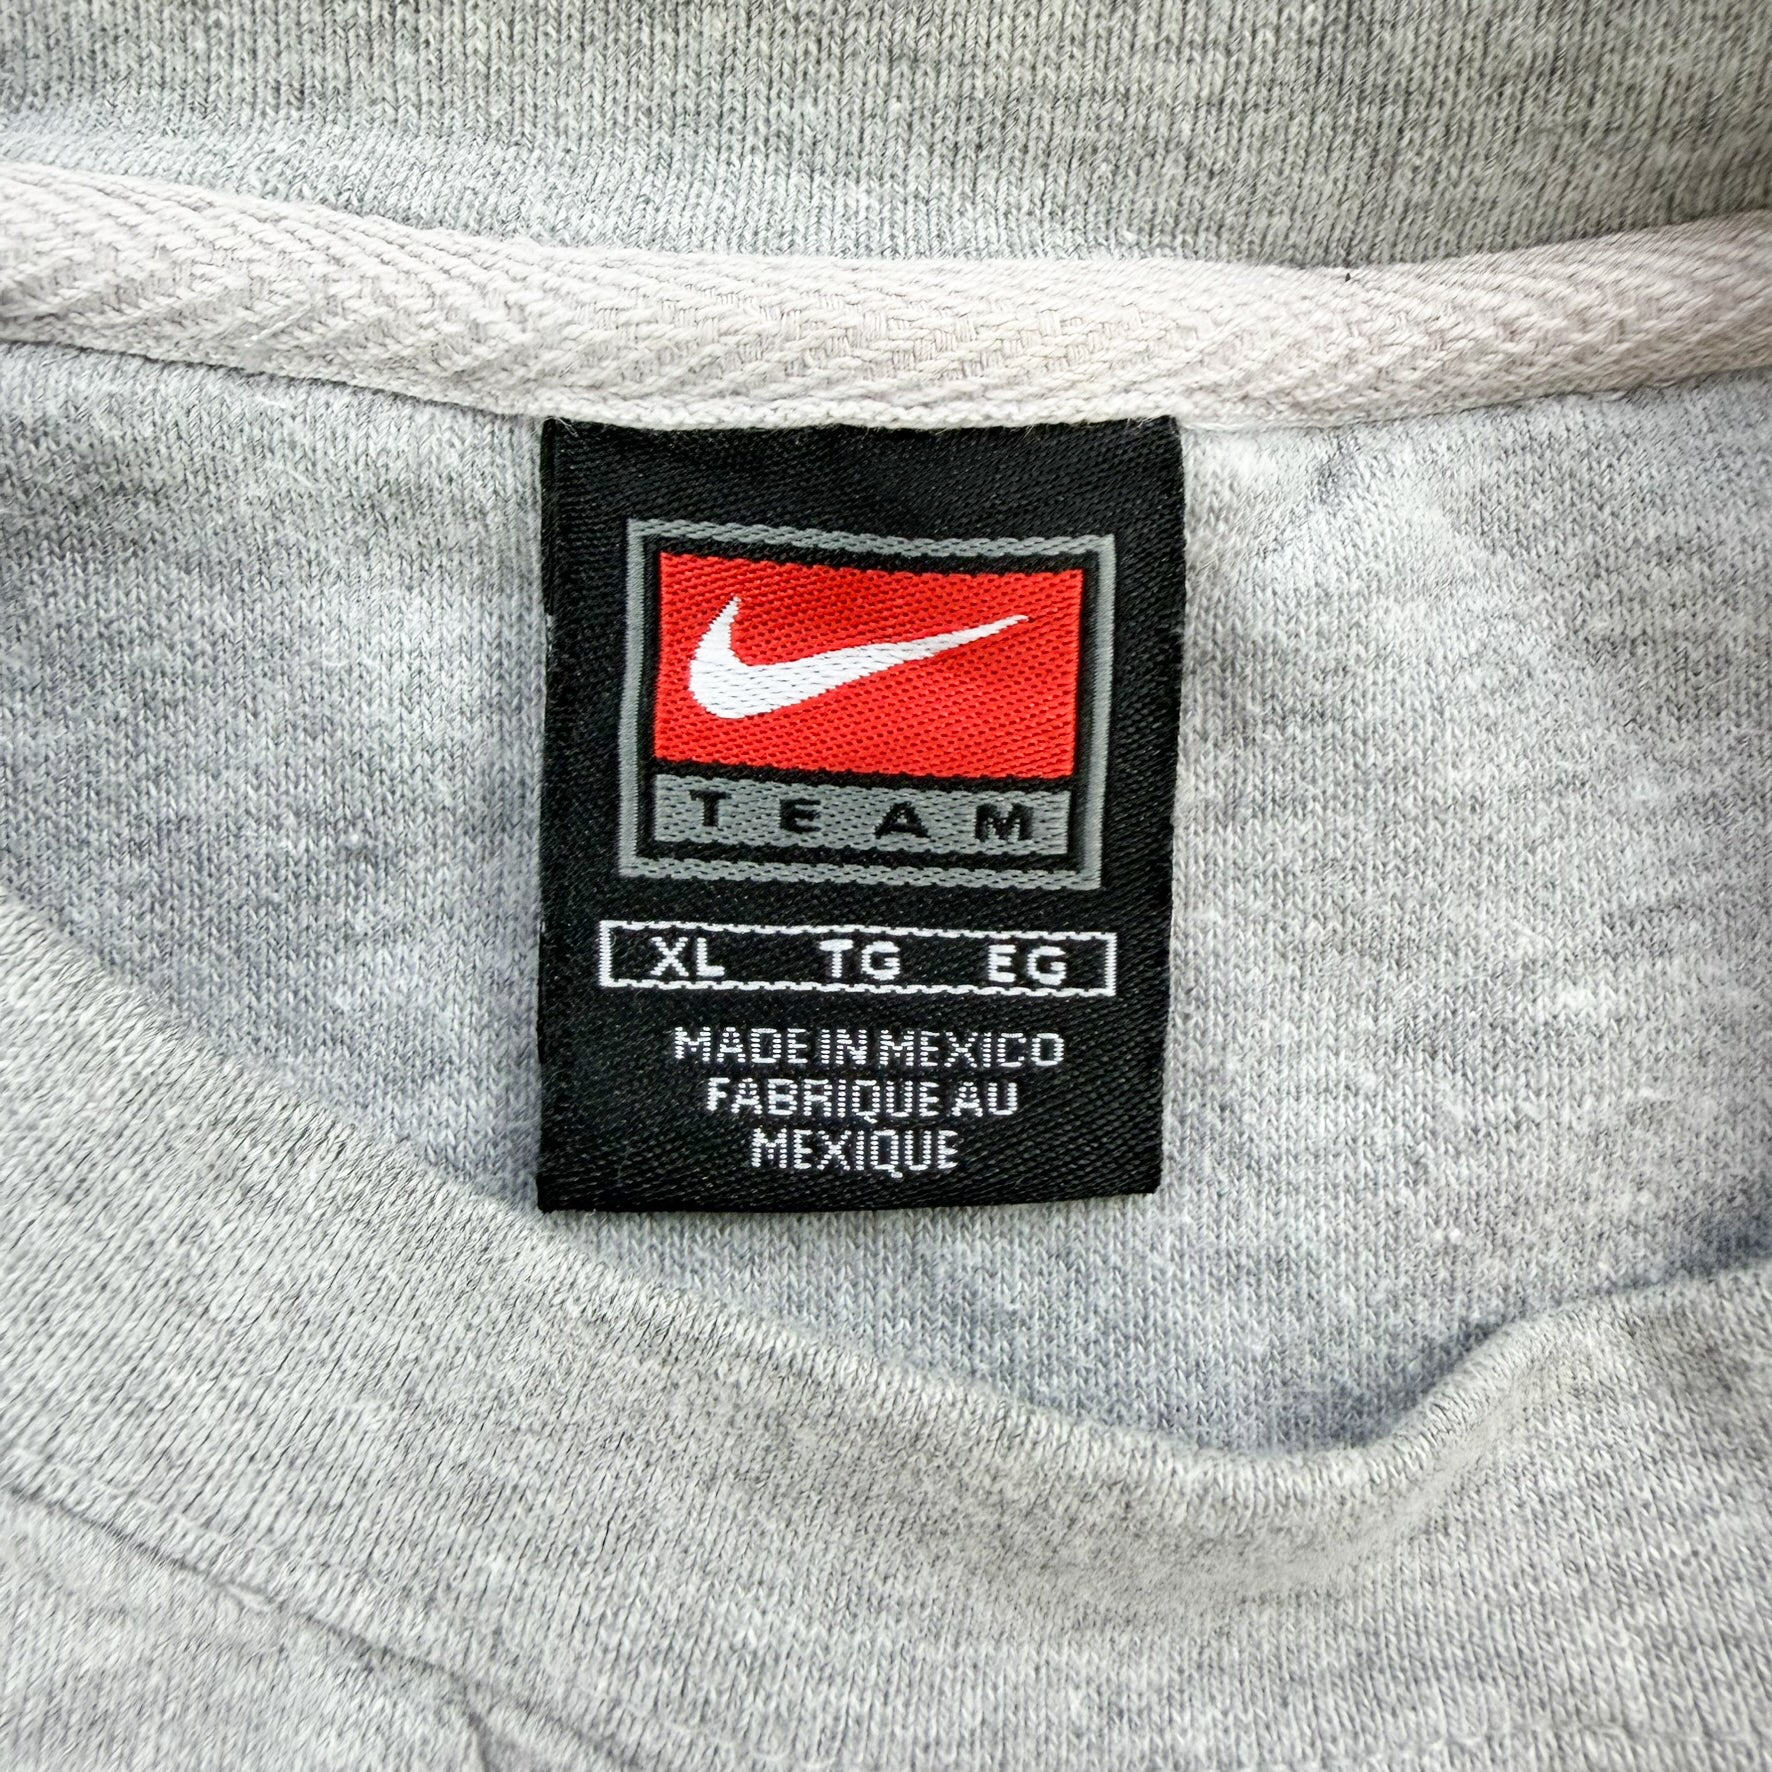 TEAM
XL TG EG
MADE IN MEXICO
FABRIQUE AU
MEXIQUE